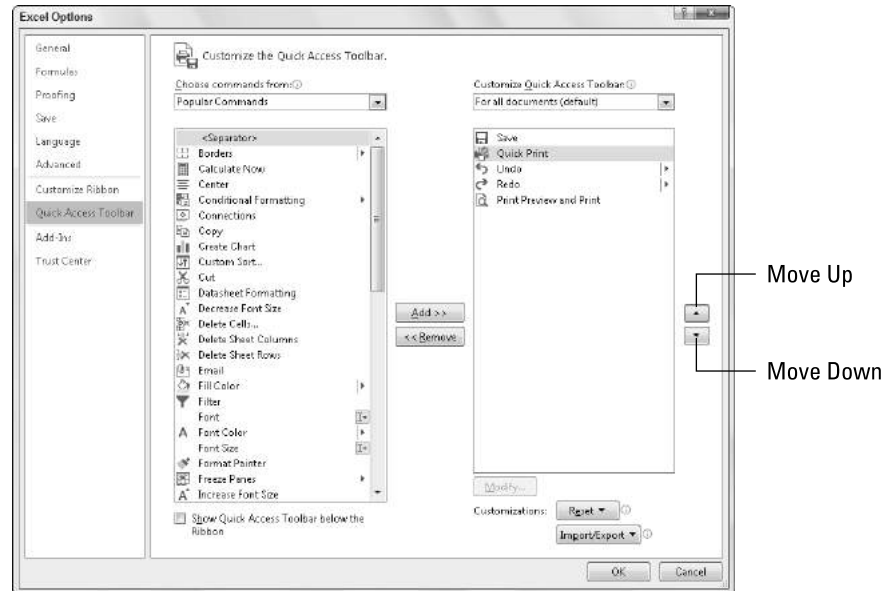 Excel Options
General
Formulas
Proofing
Save
Language
Advanced
Customize Ribbon
Quick Access Toolbar
Add-Ins
Trust Center
Customize the Quick Access Toolbar.
Choose commands from:
Popular Commands
<Separator>
Borders
Calculate Now
Center
Conditional Formatting
Connections
Copy
Create Chart
Custom Sort...
Cut
Datasheet Formatting
Decrease Font Size
Delete Cells...
Delete Sheet Columns
Delete Sheet Rows
Email
Fill Color
Filter
Font
Font Color
Font Size
Format Painter
Freeze Panes
Increase Font Size
Show Quick Access Toolbar below the
Ribbon
Add >>
<< Remove
Customize Quick Access Toolbar:
For all documents (default)
Save
Quick Print
Undo
Redo
Print Preview and Print
Modify...
Customizations: Reset
Import/Export
OK Cancel
Move Up
Move Down